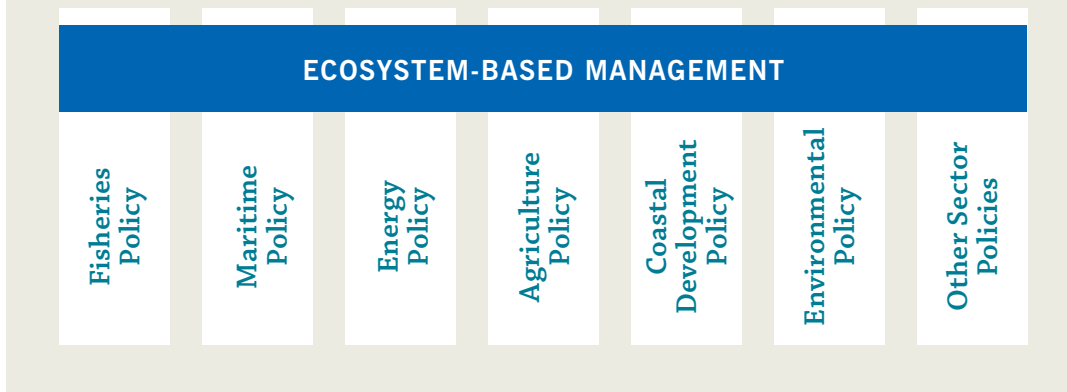 ECOSYSTEM-BASED MANAGEMENT
Fisheries
Policy
Maritime
Policy
Energy
Policy
Agriculture
Policy
Coastal
Development
Policy
Environmental
Policy
Other Sector
Policies